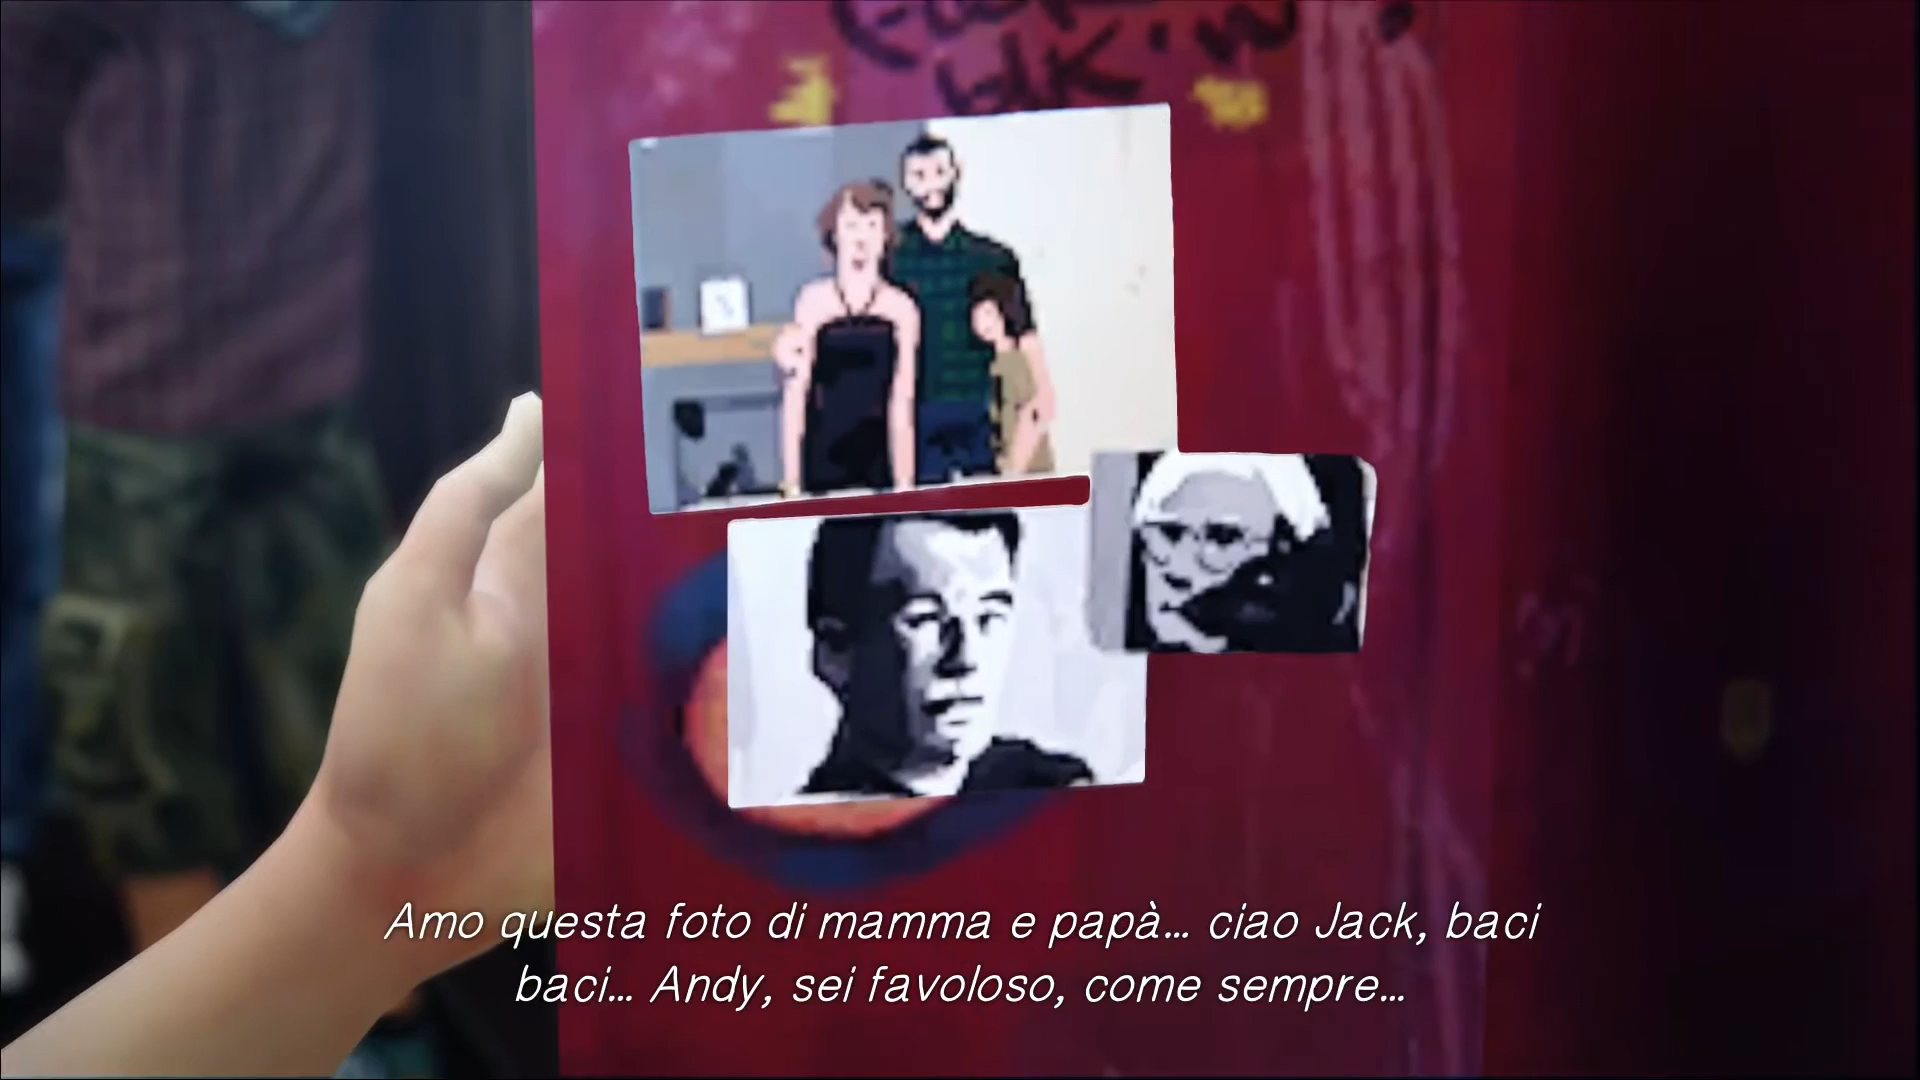 Amo questa foto di mamma e papà... ciao Jack, baci
baci... Andy, sei favoloso, come sempre...